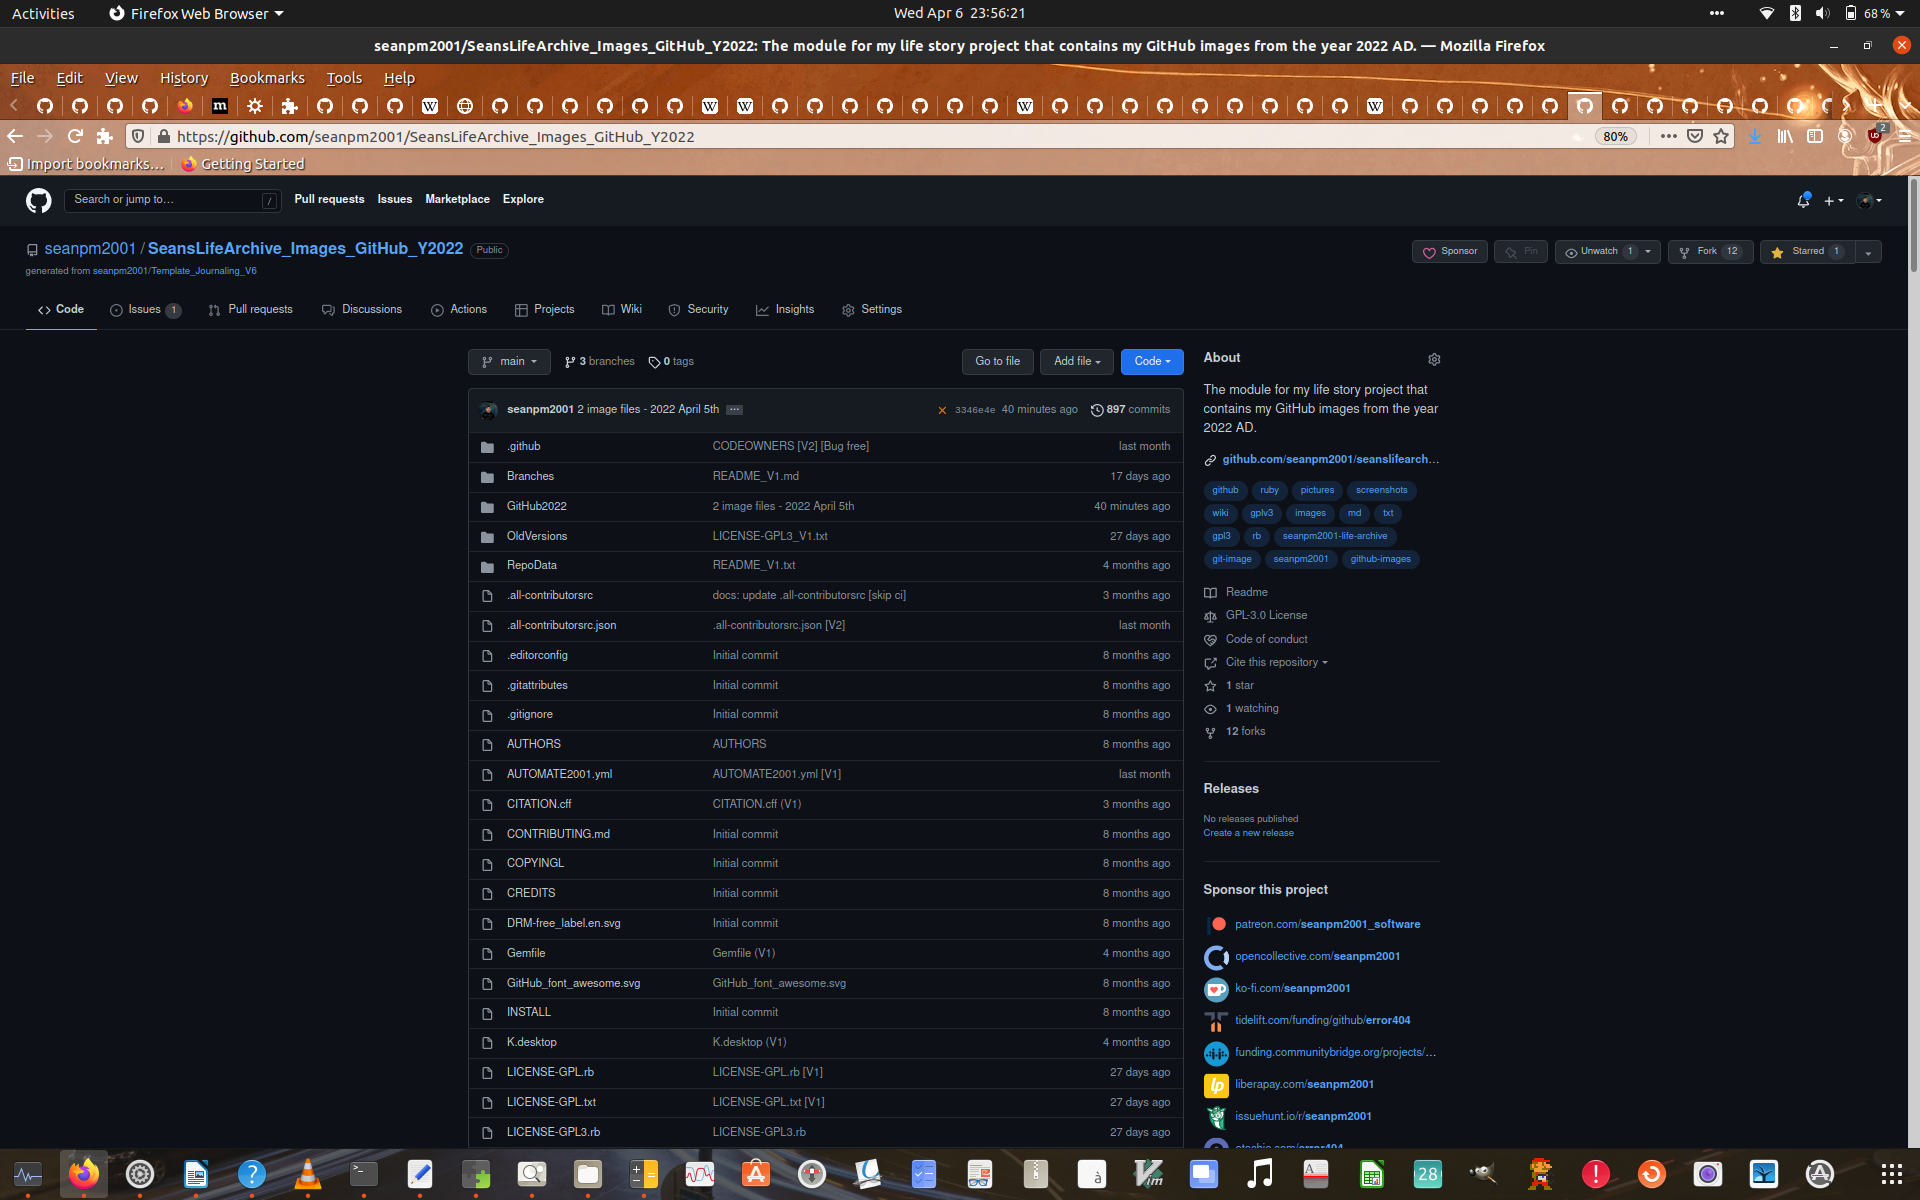 Activities
Firefox Web Browser
Wed Apr 6 23:56:21
68 %
seanpm2001/SeansLifeArchive_Images_GitHub_Y2022: The module for my life story project that contains my GitHub images from the year 2022 AD. — Mozilla Firefox
File Edit View History Bookmarks Tools Help
https://github.com/seanpm2001/SeansLifeArchive_Images_GitHub_Y2022
80%
2
Import bookmarks...
Getting Started
Search or jump to...
/
Pull requests Issues Marketplace Explore
seanpm2001 / SeansLifeArchive_Images_GitHub_Y2022 Public
generated from seanpm2001/Template_Journaling_V6
Sponsor
Pin
Unwatch 1
Fork 12
Starred 1
Code
Issues 1
Pull requests
Discussions
Actions
Projects
Wiki
Security
Insights
Settings
main
3 branches
0 tags
Go to file
Add file
Code
seanpm2001 2 image files - 2022 April 5th
3346e4e 40 minutes ago
897 commits
.github CODEOWNERS [V2] [Bug free] last month
Branches README_V1.md 17 days ago
GitHub2022 2 image files - 2022 April 5th 40 minutes ago
OldVersions LICENSE-GPL3_V1.txt 27 days ago
RepoData README_V1.txt 4 months ago
.all-contributorsrc docs: update .all-contributorsrc [skip ci] 3 months ago
.all-contributorsrc.json .all-contributorsrc.json [V2] last month
.editorconfig Initial commit 8 months ago
.gitattributes Initial commit 8 months ago
.gitignore Initial commit 8 months ago
AUTHORS AUTHORS 8 months ago
AUTOMATE2001.yml AUTOMATE2001.yml [V1] last month
CITATION.cff CITATION.cff (V1) 3 months ago
CONTRIBUTING.md Initial commit 8 months ago
COPYINGL Initial commit 8 months ago
CREDITS Initial commit 8 months ago
DRM-free_label.en.svg Initial commit 8 months ago
Gemfile Gemfile (V1) 4 months ago
GitHub_font_awesome.svg GitHub_font_awesome.svg 8 months ago
INSTALL Initial commit 8 months ago
K.desktop K.desktop (V1) 4 months ago
LICENSE-GPL.rb LICENSE-GPL.rb [V1] 27 days ago
LICENSE-GPL.txt LICENSE-GPL.txt [V1] 27 days ago
LICENSE-GPL3.rb LICENSE-GPL3.rb 27 days ago
About
The module for my life story project that
contains my GitHub images from the year
2022 AD.
github.com/seanpm2001/seanslifearch...
github ruby pictures screenshots
wiki gplv3 images md txt
gpl3 rb seanpm2001-life-archive
git-image seanpm2001 github-images
Readme
GPL-3.0 License
Code of conduct
Cite this repository
1 star
1 watching
12 forks
Releases
No releases published
Create a new release
Sponsor this project
patreon.com/seanpm2001_software
opencollective.com/seanpm2001
ko-fi.com/seanpm2001
tidelift.com/funding/github/error404
funding.communitybridge.org/projects/...
liberapay.com/seanpm2001
issuehunt.io/r/seanpm2001
28